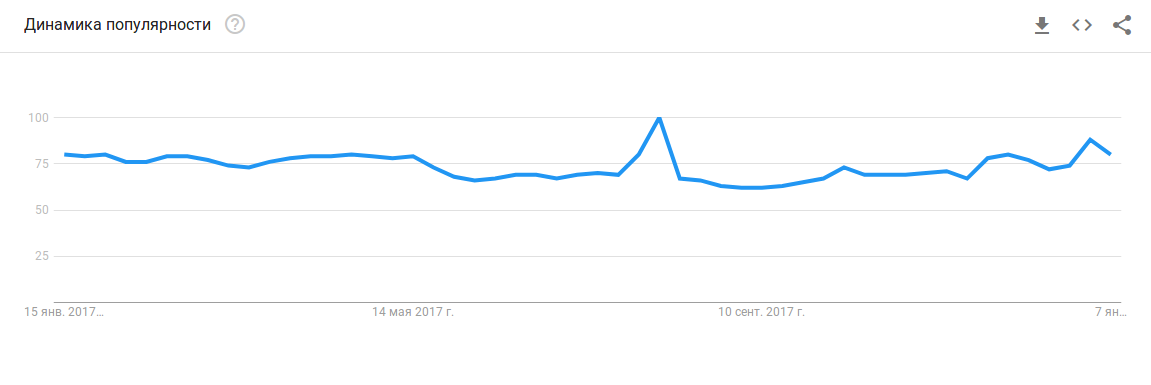 Динамика популярности ?
100
75
50
25
15 янв. 2017…
14 мая 2017 г.
10 сент. 2017 г.
7 ян…